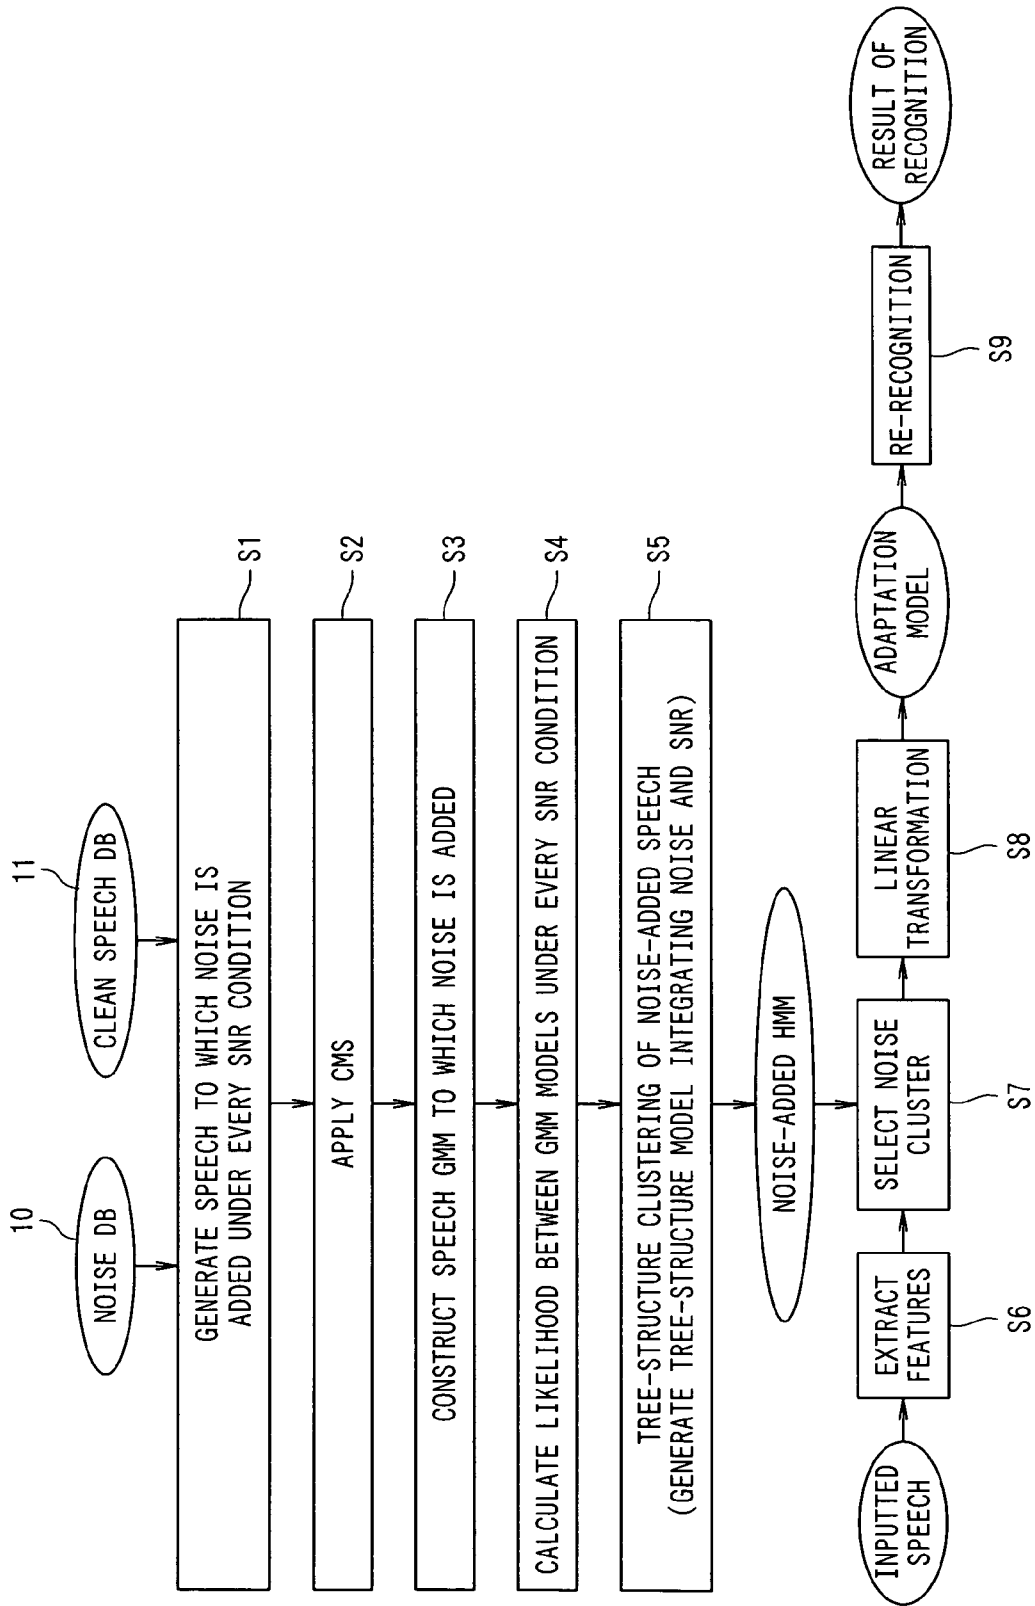 10
11
NOISE DB
CLEAN SPEECH DB
GENERATE SPEECH TO WHICH NOISE IS
ADDED UNDER EVERY SNR CONDITION
S1
APPLY CMS
S2
CONSTRUCT SPEECH GMM TO WHICH NOISE IS ADDED
S3
CALCULATE LIKELIHOOD BETWEEN GMM MODELS UNDER EVERY SNR CONDITION
S4
TREE-STRUCTURE CLUSTERING OF NOISE-ADDED SPEECH
(GENERATE TREE-STRUCTURE MODEL INTEGRATING NOISE AND SNR)
S5
NOISE-ADDED HMM
INPUTTED
SPEECH
EXTRACT
FEATURES
S6
SELECT NOISE
CLUSTER
S7
LINEAR
TRANSFORMATION
S8
ADAPTATION
MODEL
RE-RECOGNITION
S9
RESULT OF
RECOGNITION